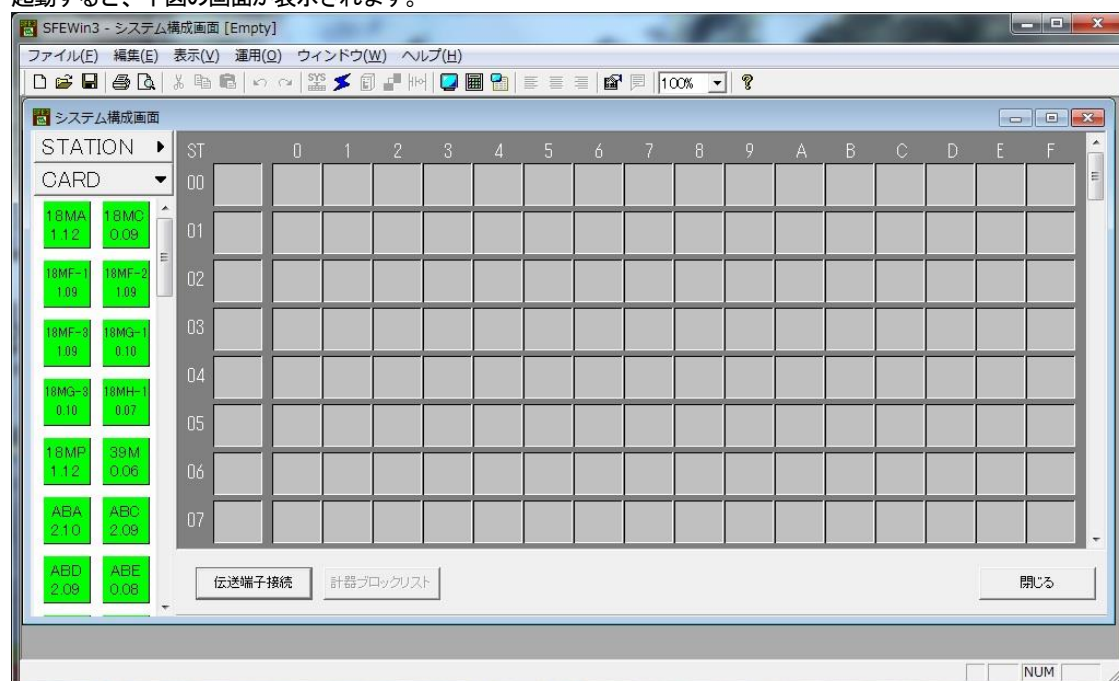 起動すると、下図の画面が表示されます。
SFEWin3 - システム構成画面 [Empty]
ファイル(F) 編集(E) 表示(V) 運用(O) ウィンドウ(W) ヘルプ(H)
SYS 100% ?
システム構成画面
STATION
CARD
ST 0 1 2 3 4 5 6 7 8 9 A B C D E F
00
01
02
03
04
05
06
07
18MA 18MC
1.12 0.09
18MF-1 18MF-2
1.09 1.09
18MF-3 18MG-1
1.09 0.10
18MG-3 18MH-1
0.10 0.07
18MP 39M
1.12 0.06
ABA ABC
2.10 2.09
ABD ABE
2.09 0.08
伝送端子接続 計器ブロックリスト 閉じる
NUM